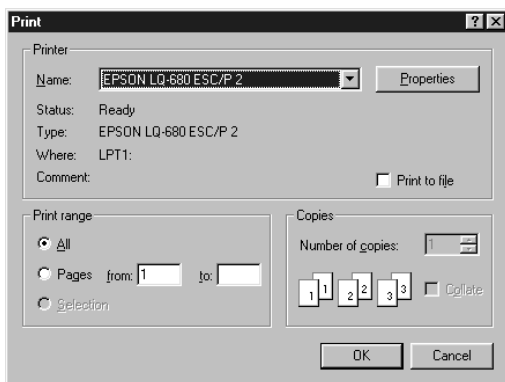 Print
Printer
Name: EPSON LQ-680 ESC/P 2 Properties
Status: Ready
Type: EPSON LQ-680 ESC/P 2
Where: LPT1:
Comment: Print to file
Print range
All
Pages from: 1 to:
Selection
Copies
Number of copies: 1
1 1 2 2 3 3 Collate
OK Cancel